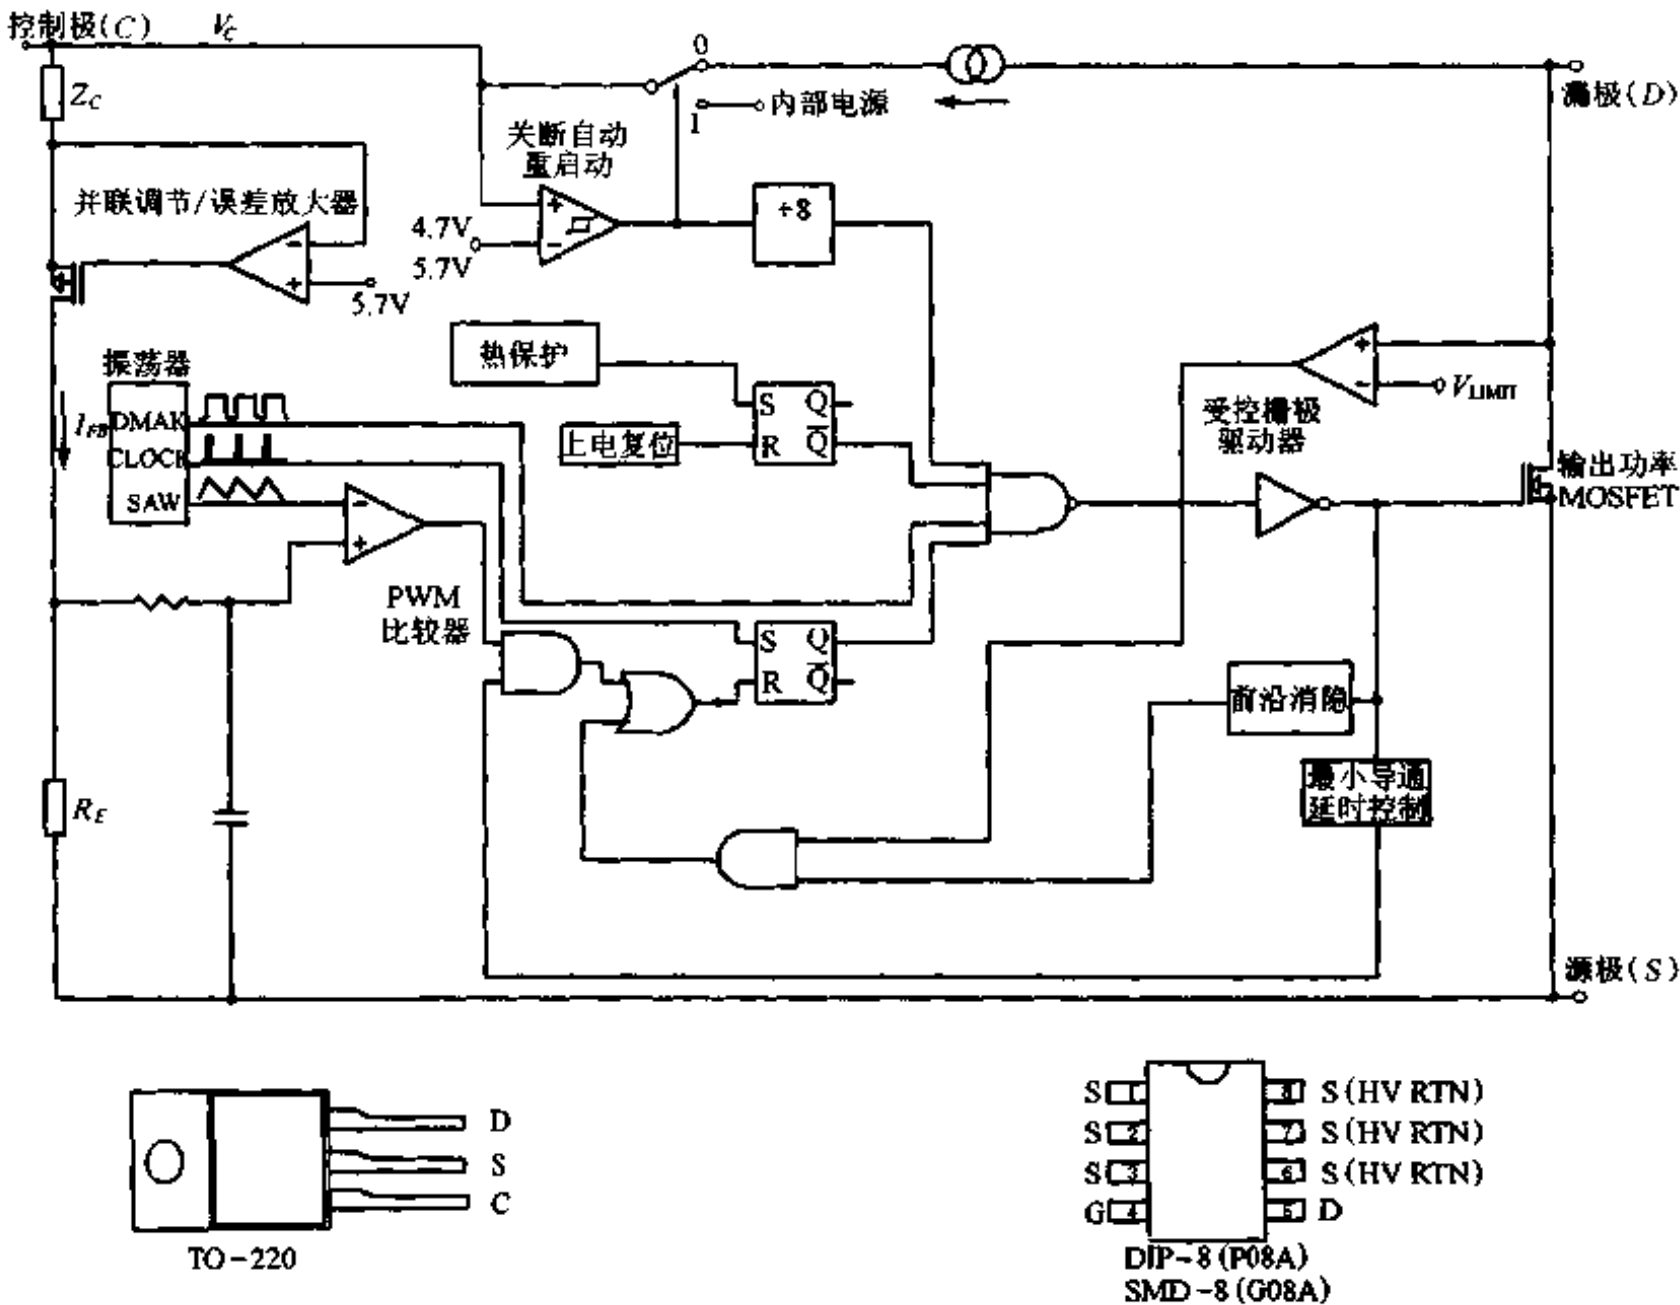 控制极(C)
V_C
Z_C
0
1
内部电源
漏极(D)
关断自动
重启动
并联调节/误差放大器
+
−
4.7V
5.7V
÷8
−
+
5.7V
热保护
振荡器
I_FB
DMAK
CLOCK
SAW
S Q
R Q̅
上电复位
+
−
V_LIMIT
受控栅极
驱动器
输出功率
MOSFET
−
+
PWM
比较器
S Q
R Q̅
前沿消隐
最小导通
延时控制
R_E
源极(S)
D
S
C
TO-220
S 1
S 2
S 3
G 4
8 S(HV RTN)
7 S(HV RTN)
6 S(HV RTN)
5 D
DIP-8(P08A)
SMD-8(G08A)